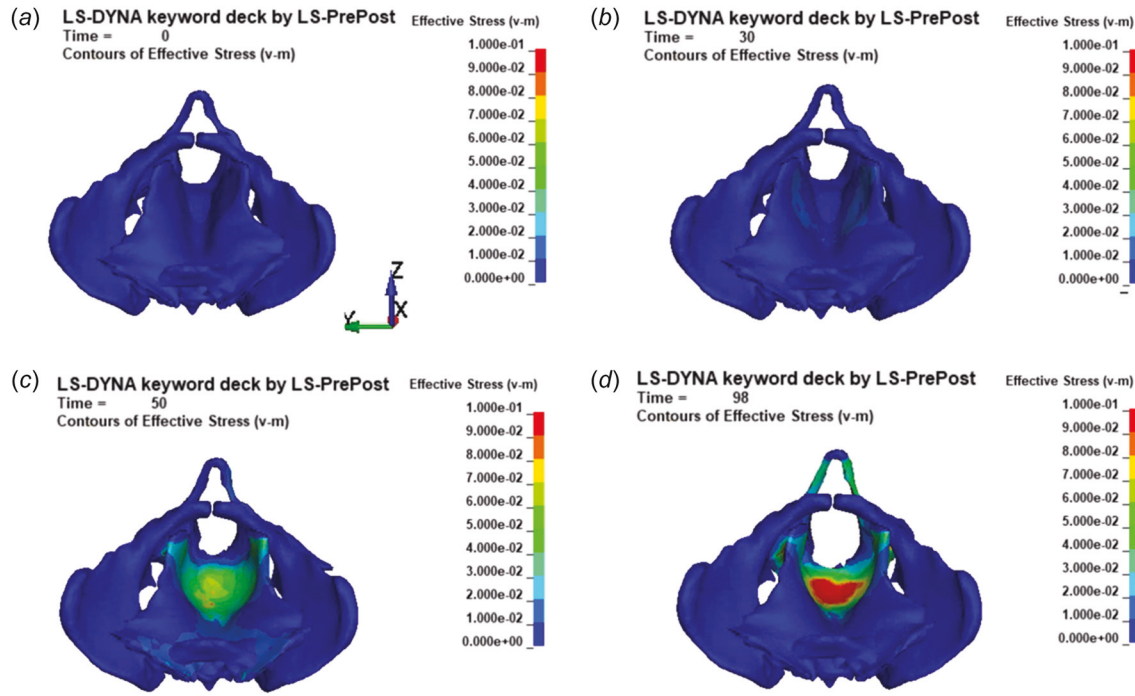 (a) LS-DYNA keyword deck by LS-PrePost
Time = 0
Contours of Effective Stress (v-m)
Effective Stress (v-m)
1.000e-01
9.000e-02
8.000e-02
7.000e-02
6.000e-02
5.000e-02
4.000e-02
3.000e-02
2.000e-02
1.000e-02
0.000e+00
Z
Y
X
(b) LS-DYNA keyword deck by LS-PrePost
Time = 30
Contours of Effective Stress (v-m)
Effective Stress (v-m)
1.000e-01
9.000e-02
8.000e-02
7.000e-02
6.000e-02
5.000e-02
4.000e-02
3.000e-02
2.000e-02
1.000e-02
0.000e+00
(c) LS-DYNA keyword deck by LS-PrePost
Time = 50
Contours of Effective Stress (v-m)
Effective Stress (v-m)
1.000e-01
9.000e-02
8.000e-02
7.000e-02
6.000e-02
5.000e-02
4.000e-02
3.000e-02
2.000e-02
1.000e-02
0.000e+00
(d) LS-DYNA keyword deck by LS-PrePost
Time = 98
Contours of Effective Stress (v-m)
Effective Stress (v-m)
1.000e-01
9.000e-02
8.000e-02
7.000e-02
6.000e-02
5.000e-02
4.000e-02
3.000e-02
2.000e-02
1.000e-02
0.000e+00